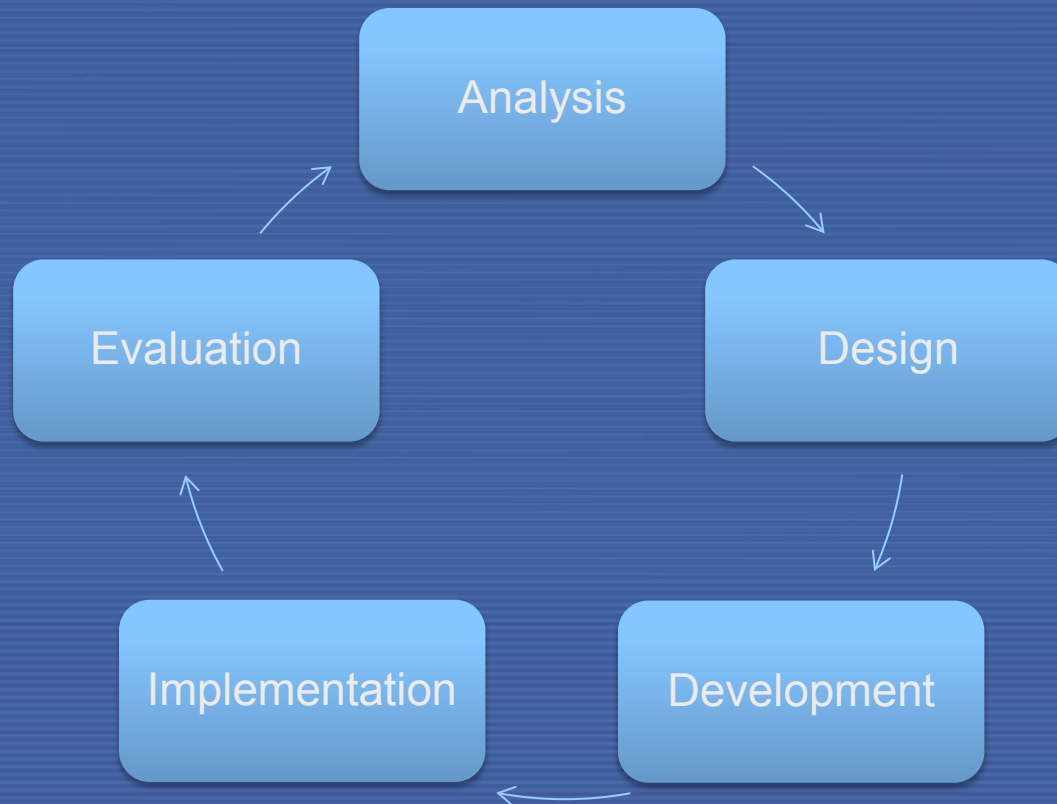 Analysis
Design
Development
Implementation
Evaluation